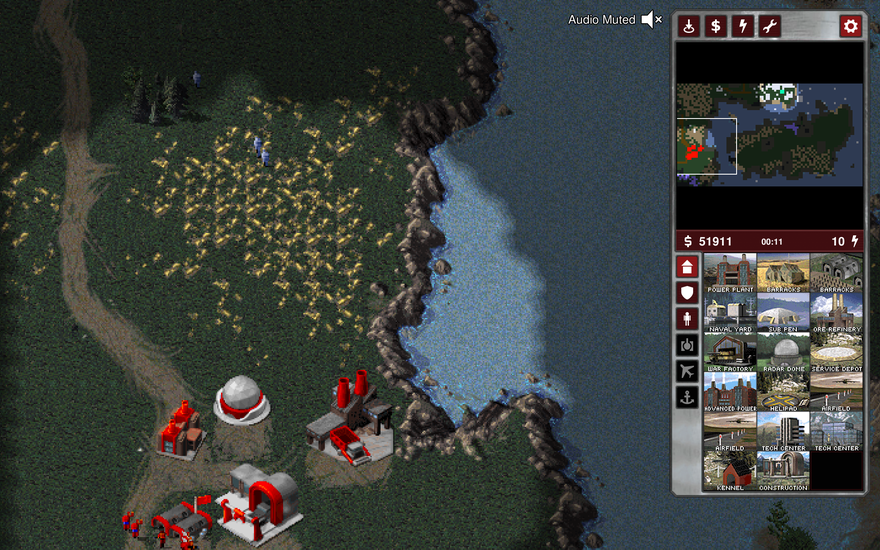 Audio Muted
$ 51911 00:11 10
POWER PLANT BARRACKS BARRACKS
NAVAL YARD SUB PEN ORE REFINERY
WAR FACTORY RADAR DOME SERVICE DEPOT
ADVANCED POWER HELIPAD AIRFIELD
AIRFIELD TECH CENTER TECH CENTER
KENNEL CONSTRUCTION